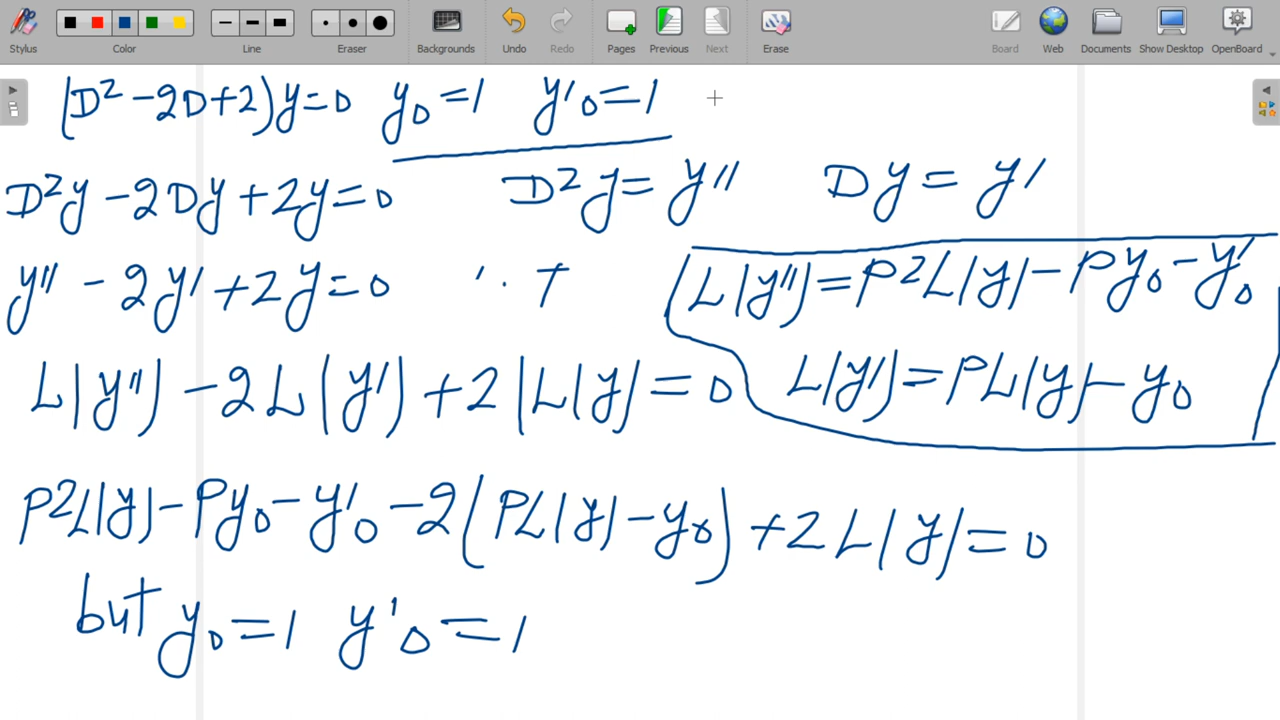 Stylus Color Line Eraser Backgrounds Undo Redo Pages Previous Next Erase Board Web Documents Show Desktop OpenBoard
(D² -2D+2)y=0 y₀=1 y'₀=1
D²y -2Dy+2y=0 D²y= y'' Dy= y'
y'' -2y'+2y=0
L(y'')=P²L(y)-Py₀-y'₀
L(y'') -2L(y') +2(L(y)=0
L(y')=PL(y)-y₀
P²L(y)-Py₀-y'₀-2(PL(y)-y₀)+2L(y)=0
but y₀=1 y'₀=1